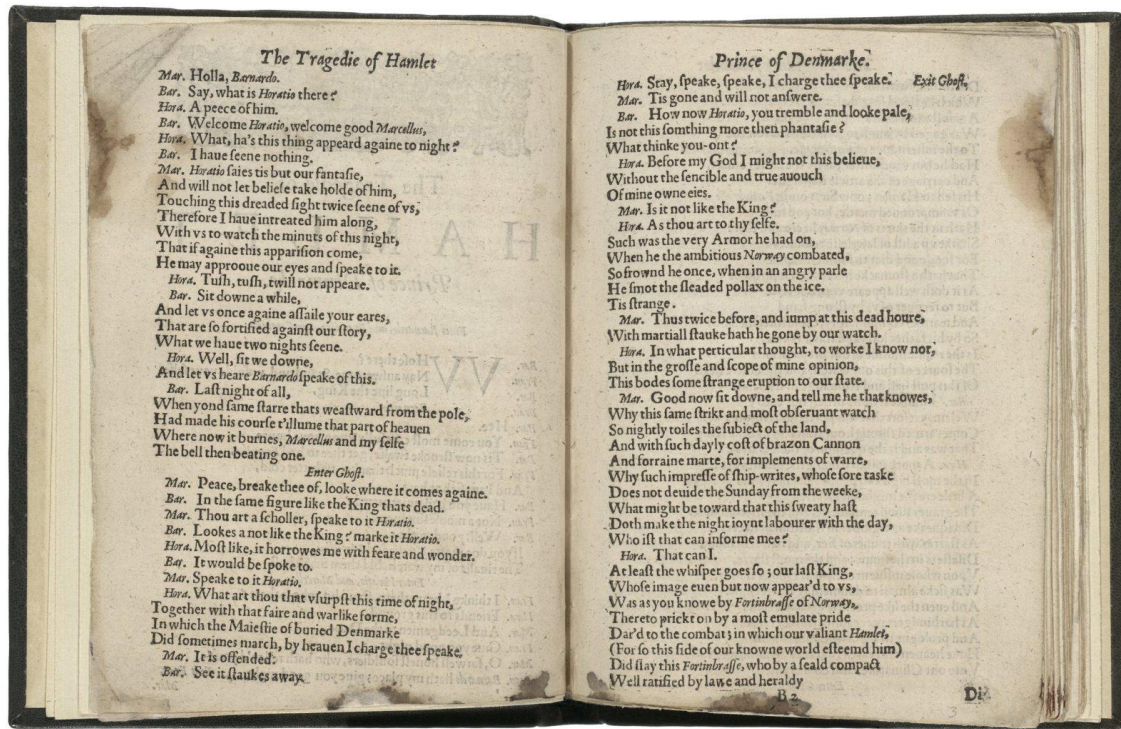 The Tragedie of Hamlet
Mar. Holla, Barnardo.
Bar. Say, what is Horatio there?
Hora. A peece of him.
Bar. Welcome Horatio, welcome good Marcellus,
Hora. What, ha's this thing appeard againe to night?
Bar. I haue ſeene nothing.
Mar. Horatio ſaies tis but our fantaſie,
And will not let beliefe take holde of him,
Touching this dreaded ſight twice ſeene of vs,
Therefore I haue intreated him along,
With vs to watch the minuts of this night,
That if againe this apparision come,
He may approoue our eyes and ſpeake to it.
Hora. Tuſh, tuſh, twill not appeare.
Bar. Sit downe a while,
And let vs once againe aſſaile your eares,
That are ſo fortified againſt our ſtory,
What we haue two nights ſeene.
Hora. Well, ſit we downe,
And let vs heare Barnardo ſpeake of this.
Bar. Laſt night of all,
When yond ſame ſtarre thats weaſtward from the pole,
Had made his courſe t'illume that part of heauen
Where now it burnes, Marcellus and my ſelfe
The bell then beating one.
Enter Ghoſt.
Mar. Peace, breake thee of, looke where it comes againe.
Bar. In the ſame figure like the King thats dead.
Mar. Thou art a ſcholler, ſpeake to it Horatio.
Bar. Lookes a not like the King? marke it Horatio.
Hora. Moſt like, it horrowes me with feare and wonder.
Bar. It would be ſpoke to.
Mar. Speake to it Horatio.
Hora. What art thou that vſurpſt this time of night,
Together with that faire and warlike forme,
In which the Maieſtie of buried Denmarke
Did ſometimes march, by heauen I charge thee ſpeake,
Mar. It is offended.
Bar. See it ſtaukes away.
Prince of Denmarke.
Hora. Stay, ſpeake, ſpeake, I charge thee ſpeake. Exit Ghoſt,
Mar. Tis gone and will not anſwere.
Bar. How now Horatio, you tremble and looke pale,
Is not this ſomthing more then phantaſie?
What thinke you-ont?
Hora. Before my God I might not this belieue,
Without the ſencible and true auouch
Of mine owne eies.
Mar. Is it not like the King?
Hora. As thou art to thy ſelfe.
Such was the very Armor he had on,
When he the ambitious Norway combated,
So frownd he once, when in an angry parle
He ſmot the ſleaded pollax on the ice.
Tis ſtrange.
Mar. Thus twice before, and iump at this dead houre,
With martiall ſtauke hath he gone by our watch.
Hora. In what perticular thought, to worke I know not,
But in the groſſe and ſcope of mine opinion,
This bodes ſome ſtrange eruption to our ſtate.
Mar. Good now ſit downe, and tell me he that knowes,
Why this ſame ſtrikt and moſt obſeruant watch
So nightly toiles the ſubiect of the land,
And with ſuch dayly coſt of brazon Cannon
And forraine marte, for implements of warre,
Why ſuch impreſſe of ſhip-writes, whoſe ſore taske
Does not deuide the Sunday from the weeke,
What might be toward that this ſweaty haſt
Doth make the night ioynt labourer with the day,
Who iſt that can informe mee?
Hora. That can I.
At leaſt the whiſper goes ſo; our laſt King,
Whoſe image euen but now appear'd to vs,
Was as you knowe by Fortinbraſſe of Norway,
Thereto prickt on by a moſt emulate pride
Dar'd to the combat; in which our valiant Hamlet,
(For ſo this ſide of our knowne world eſteemd him)
Did ſlay this Fortinbraſſe, who by a ſeald compact
Well ratified by lawe and heraldy
B 2
Did
3